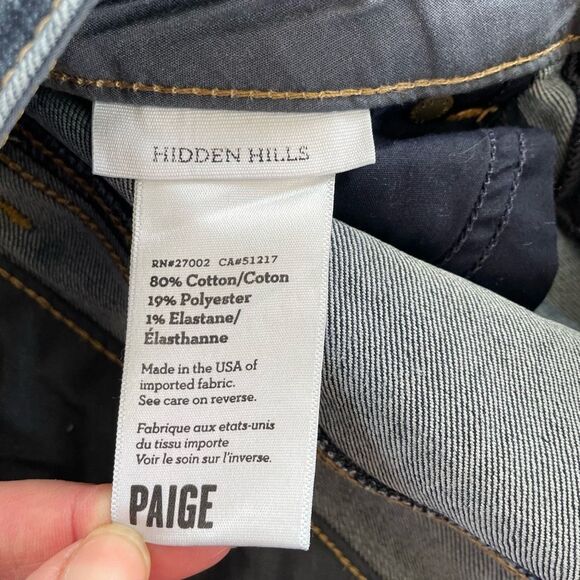 HIDDEN HILLS
RN#27002 CA#51217
80% Cotton/Coton
19% Polyester
1% Elastane/
Élasthanne
Made in the USA of
imported fabric.
See care on reverse.
Fabrique aux etats-unis
du tissu importe
Voir le soin sur l'inverse.
PAIGE